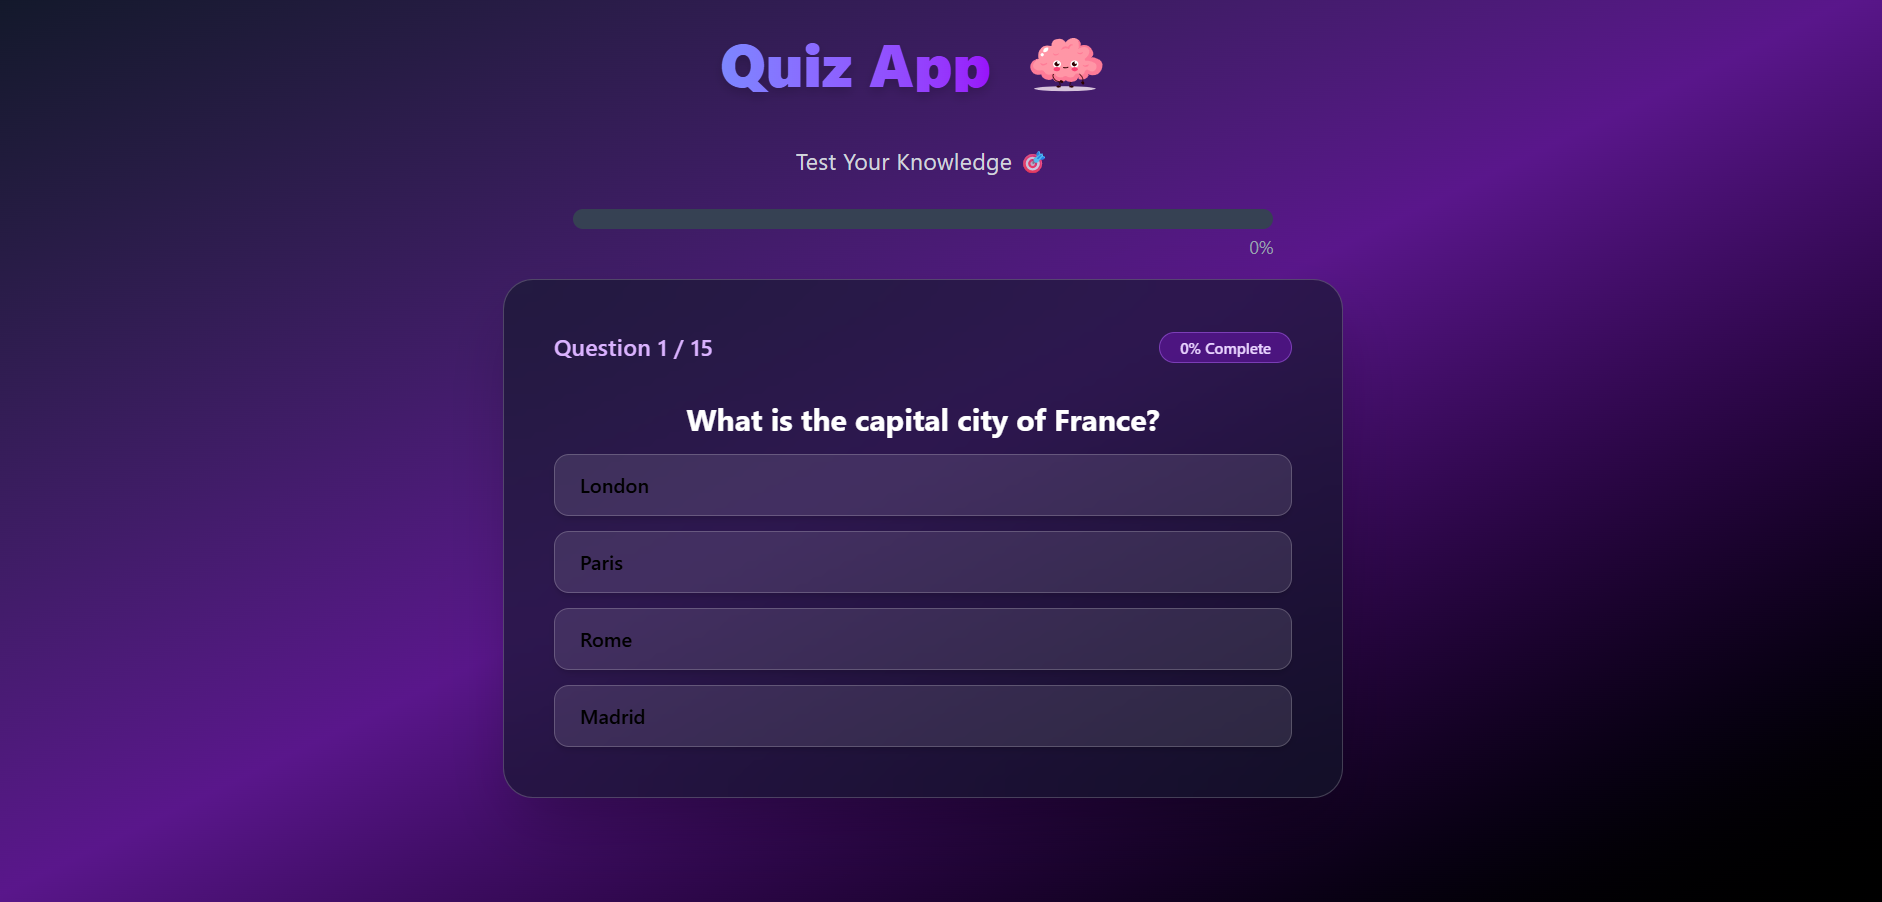 Quiz App
Test Your Knowledge 🎯
0%
Question 1 / 15
0% Complete
What is the capital city of France?
London
Paris
Rome
Madrid